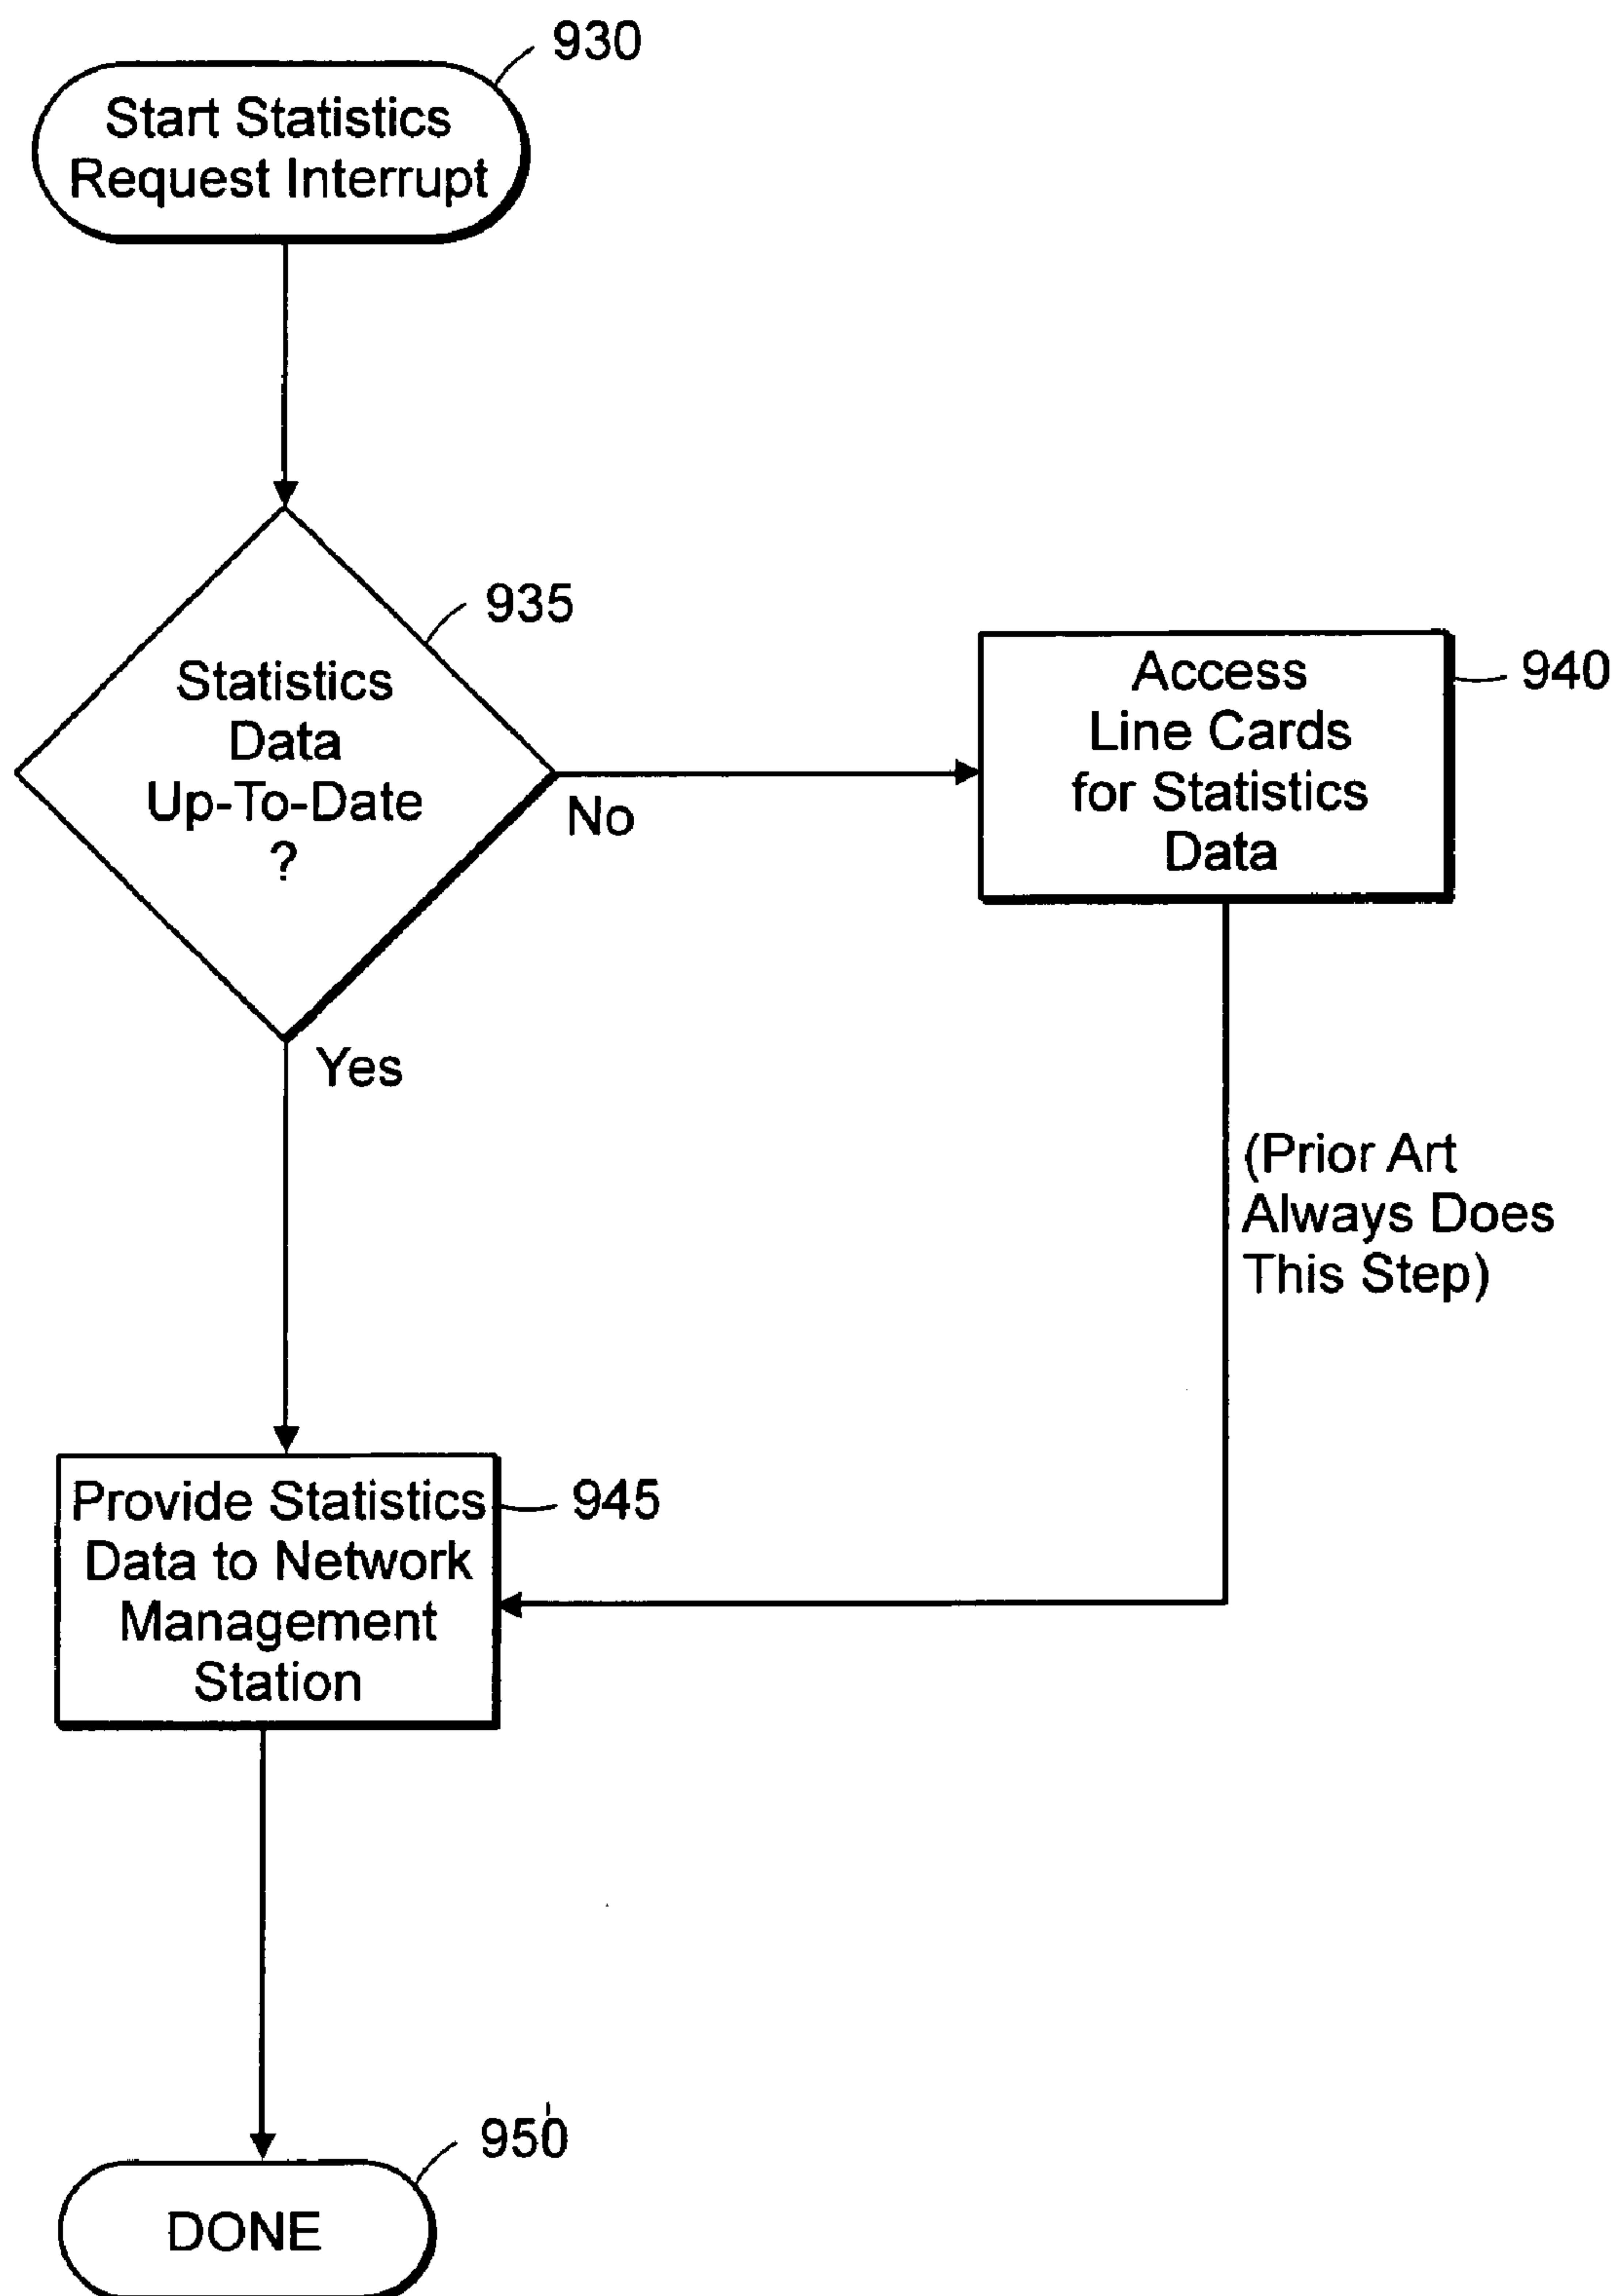 930
Start Statistics
Request Interrupt
935
Statistics
Data
Up-To-Date
?
No
940
Access
Line Cards
for Statistics
Data
Yes
(Prior Art
Always Does
This Step)
945
Provide Statistics
Data to Network
Management
Station
950
DONE